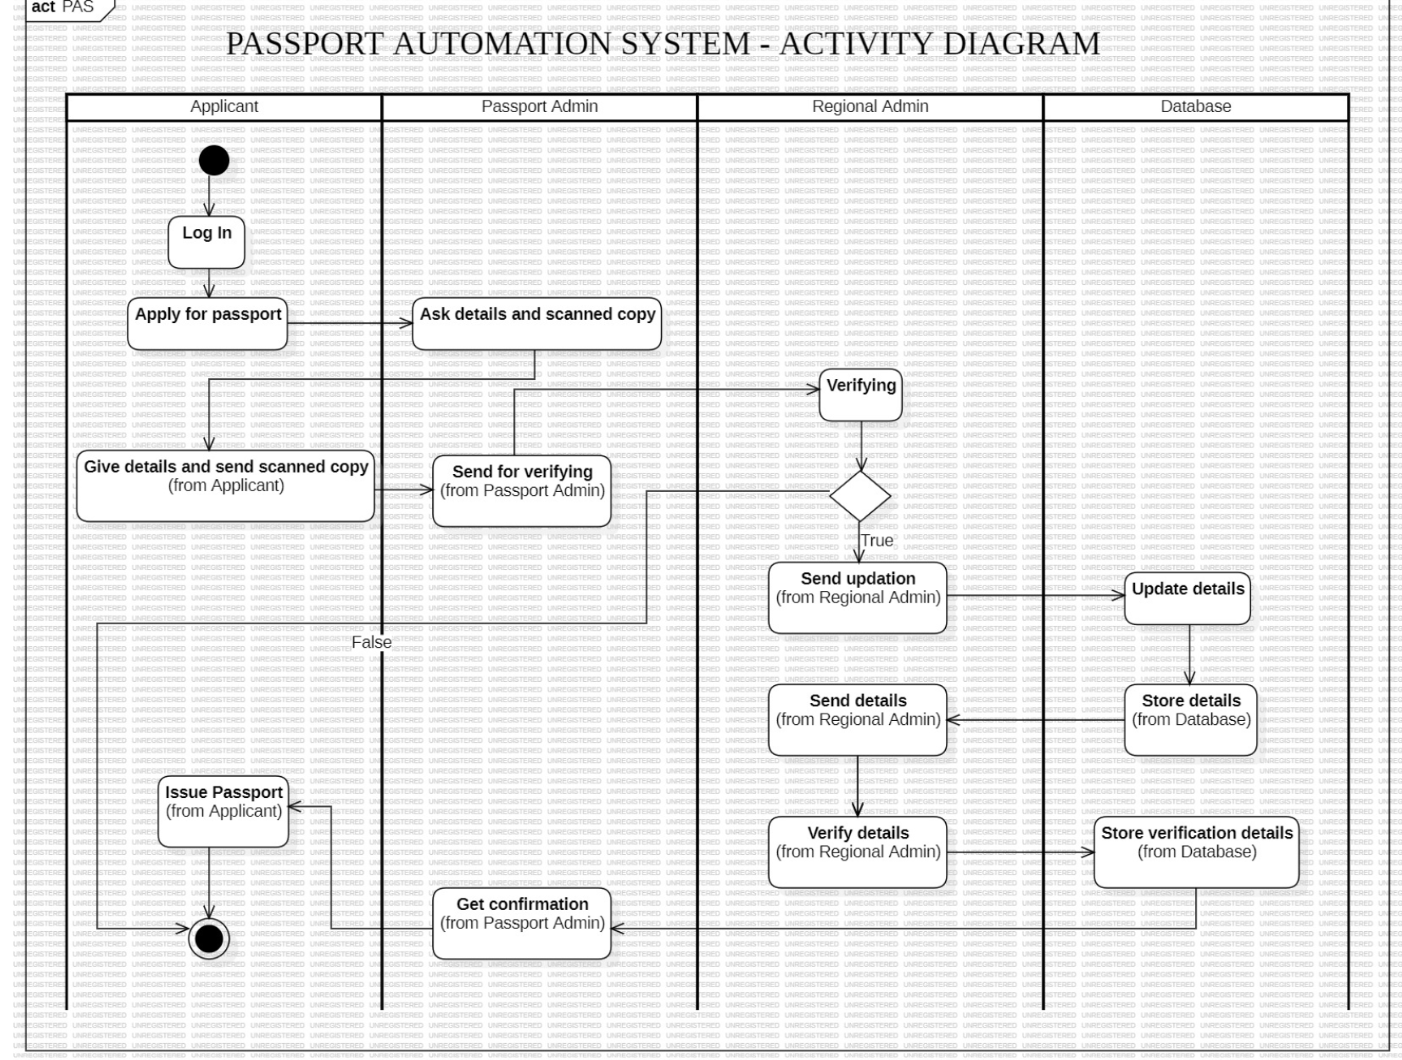 act PAS
PASSPORT AUTOMATION SYSTEM - ACTIVITY DIAGRAM
Applicant
Passport Admin
Regional Admin
Database
Log In
Apply for passport
Ask details and scanned copy
Verifying
Give details and send scanned copy
(from Applicant)
Send for verifying
(from Passport Admin)
True
Send updation
(from Regional Admin)
Update details
False
Send details
(from Regional Admin)
Store details
(from Database)
Issue Passport
(from Applicant)
Verify details
(from Regional Admin)
Store verification details
(from Database)
Get confirmation
(from Passport Admin)
UNREGISTERED